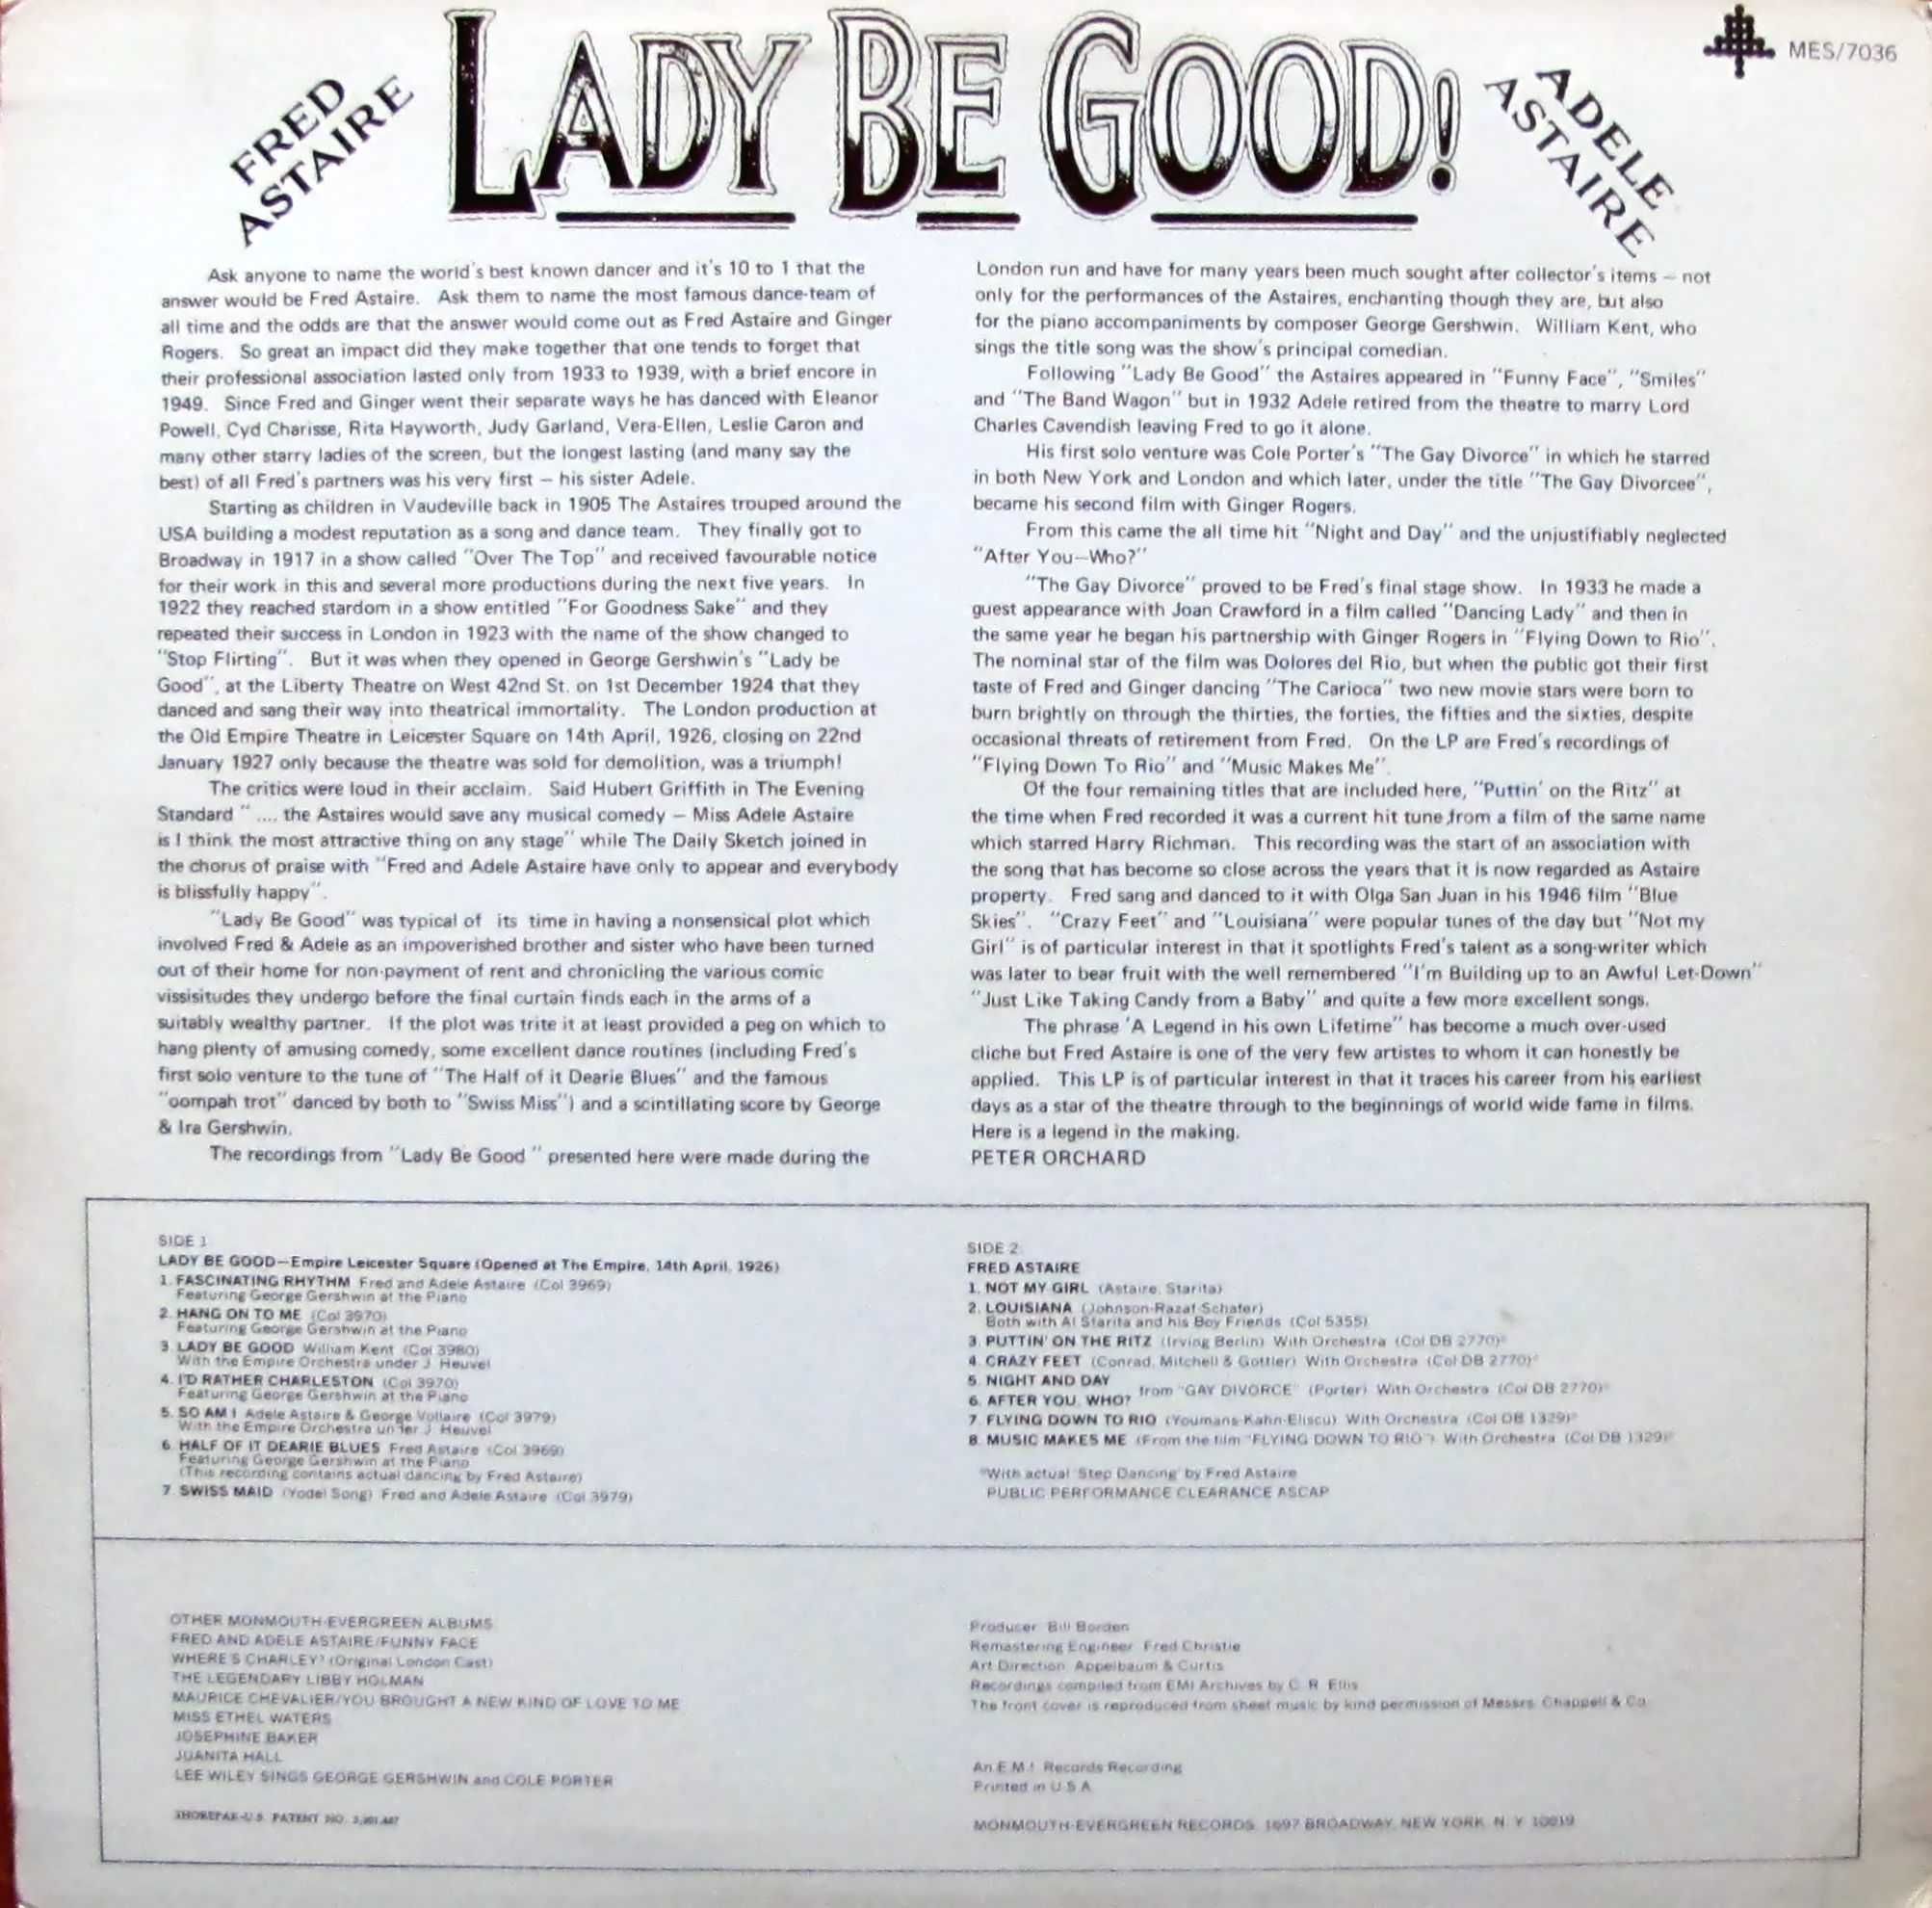 FRED
ASTAIRE
LADY BE GOOD!
ADELE
ASTAIRE
MES/7036
Ask anyone to name the world's best known dancer and it's 10 to 1 that the
answer would be Fred Astaire. Ask them to name the most famous dance-team of
all time and the odds are that the answer would come out as Fred Astaire and Ginger
Rogers. So great an impact did they make together that one tends to forget that
their professional association lasted only from 1933 to 1939, with a brief encore in
1949. Since Fred and Ginger went their separate ways he has danced with Eleanor
Powell, Cyd Charisse, Rita Hayworth, Judy Garland, Vera-Ellen, Leslie Caron and
many other starry ladies of the screen, but the longest lasting (and many say the
best) of all Fred's partners was his very first — his sister Adele.
Starting as children in Vaudeville back in 1905 The Astaires trouped around the
USA building a modest reputation as a song and dance team. They finally got to
Broadway in 1917 in a show called "Over The Top" and received favourable notice
for their work in this and several more productions during the next five years. In
1922 they reached stardom in a show entitled "For Goodness Sake" and they
repeated their success in London in 1923 with the name of the show changed to
"Stop Flirting". But it was when they opened in George Gershwin's "Lady be
Good", at the Liberty Theatre on West 42nd St. on 1st December 1924 that they
danced and sang their way into theatrical immortality. The London production at
the Old Empire Theatre in Leicester Square on 14th April, 1926, closing on 22nd
January 1927 only because the theatre was sold for demolition, was a triumph!
The critics were loud in their acclaim. Said Hubert Griffith in The Evening
Standard " .... the Astaires would save any musical comedy — Miss Adele Astaire
is I think the most attractive thing on any stage" while The Daily Sketch joined in
the chorus of praise with "Fred and Adele Astaire have only to appear and everybody
is blissfully happy".
"Lady Be Good" was typical of its time in having a nonsensical plot which
involved Fred & Adele as an impoverished brother and sister who have been turned
out of their home for non-payment of rent and chronicling the various comic
vissisitudes they undergo before the final curtain finds each in the arms of a
suitably wealthy partner. If the plot was trite it at least provided a peg on which to
hang plenty of amusing comedy, some excellent dance routines (including Fred's
first solo venture to the tune of "The Half of it Dearie Blues" and the famous
"oompah trot" danced by both to "Swiss Miss") and a scintillating score by George
& Ira Gershwin.
The recordings from "Lady Be Good " presented here were made during the
London run and have for many years been much sought after collector's items — not
only for the performances of the Astaires, enchanting though they are, but also
for the piano accompaniments by composer George Gershwin. William Kent, who
sings the title song was the show's principal comedian.
Following "Lady Be Good" the Astaires appeared in "Funny Face", "Smiles"
and "The Band Wagon" but in 1932 Adele retired from the theatre to marry Lord
Charles Cavendish leaving Fred to go it alone.
His first solo venture was Cole Porter's "The Gay Divorce" in which he starred
in both New York and London and which later, under the title "The Gay Divorcee",
became his second film with Ginger Rogers.
From this came the all time hit "Night and Day" and the unjustifiably neglected
"After You—Who?"
"The Gay Divorce" proved to be Fred's final stage show. In 1933 he made a
guest appearance with Joan Crawford in a film called "Dancing Lady" and then in
the same year he began his partnership with Ginger Rogers in "Flying Down to Rio".
The nominal star of the film was Dolores del Rio, but when the public got their first
taste of Fred and Ginger dancing "The Carioca" two new movie stars were born to
burn brightly on through the thirties, the forties, the fifties and the sixties, despite
occasional threats of retirement from Fred. On the LP are Fred's recordings of
"Flying Down To Rio" and "Music Makes Me".
Of the four remaining titles that are included here, "Puttin' on the Ritz" at
the time when Fred recorded it was a current hit tune from a film of the same name
which starred Harry Richman. This recording was the start of an association with
the song that has become so close across the years that it is now regarded as Astaire
property. Fred sang and danced to it with Olga San Juan in his 1946 film "Blue
Skies". "Crazy Feet" and "Louisiana" were popular tunes of the day but "Not my
Girl" is of particular interest in that it spotlights Fred's talent as a song-writer which
was later to bear fruit with the well remembered "I'm Building up to an Awful Let-Down"
"Just Like Taking Candy from a Baby" and quite a few more excellent songs.
The phrase 'A Legend in his own Lifetime" has become a much over-used
cliche but Fred Astaire is one of the very few artistes to whom it can honestly be
applied. This LP is of particular interest in that it traces his career from his earliest
days as a star of the theatre through to the beginnings of world wide fame in films.
Here is a legend in the making.
PETER ORCHARD
SIDE 1
LADY BE GOOD—Empire Leicester Square (Opened at The Empire, 14th April, 1926)
1. FASCINATING RHYTHM Fred and Adele Astaire (Col 3969)
Featuring George Gershwin at the Piano
2. HANG ON TO ME (Col 3970)
Featuring George Gershwin at the Piano
3. LADY BE GOOD William Kent (Col 3980)
With the Empire Orchestra under J. Heuvel
4. I'D RATHER CHARLESTON (Col 3970)
Featuring George Gershwin at the Piano
5. SO AM I Adele Astaire & George Vollaire (Col 3979)
With the Empire Orchestra under J. Heuvel
6. HALF OF IT DEARIE BLUES Fred Astaire (Col 3969)
Featuring George Gershwin at the Piano
(This recording contains actual dancing by Fred Astaire)
7. SWISS MAID (Yodel Song) Fred and Adele Astaire (Col 3979)
SIDE 2
FRED ASTAIRE
1. NOT MY GIRL (Astaire, Starita)
2. LOUISIANA (Johnson-Razaf-Schafer)
Both with Al Starita and his Boy Friends (Col 5355)
3. PUTTIN' ON THE RITZ (Irving Berlin) With Orchestra (Col DB 2770)*
4. CRAZY FEET (Conrad, Mitchell & Gottler) With Orchestra (Col DB 2770)*
5. NIGHT AND DAY
6. AFTER YOU, WHO? from "GAY DIVORCE" (Porter) With Orchestra (Col DB 2770)*
7. FLYING DOWN TO RIO (Youmans-Kahn-Eliscu) With Orchestra (Col DB 1329)*
8. MUSIC MAKES ME (From the film "FLYING DOWN TO RIO") With Orchestra (Col DB 1329)*
*With actual 'Step Dancing' by Fred Astaire
PUBLIC PERFORMANCE CLEARANCE ASCAP
OTHER MONMOUTH-EVERGREEN ALBUMS
FRED AND ADELE ASTAIRE/FUNNY FACE
WHERE'S CHARLEY? (Original London Cast)
THE LEGENDARY LIBBY HOLMAN
MAURICE CHEVALIER/YOU BROUGHT A NEW KIND OF LOVE TO ME
MISS ETHEL WATERS
JOSEPHINE BAKER
JUANITA HALL
LEE WILEY SINGS GEORGE GERSHWIN and COLE PORTER
SHOREPAK-U.S. PATENT NO.
Producer: Bill Borden
Remastering Engineer: Fred Christie
Art Direction: Appelbaum & Curtis
Recordings compiled from EMI Archives by C. R. Ellis
The front cover is reproduced from sheet music by kind permission of Messrs. Chappell & Co.
An E.M.I. Records Recording
Printed in U.S.A.
MONMOUTH-EVERGREEN RECORDS, 1697 BROADWAY, NEW YORK, N. Y. 10019